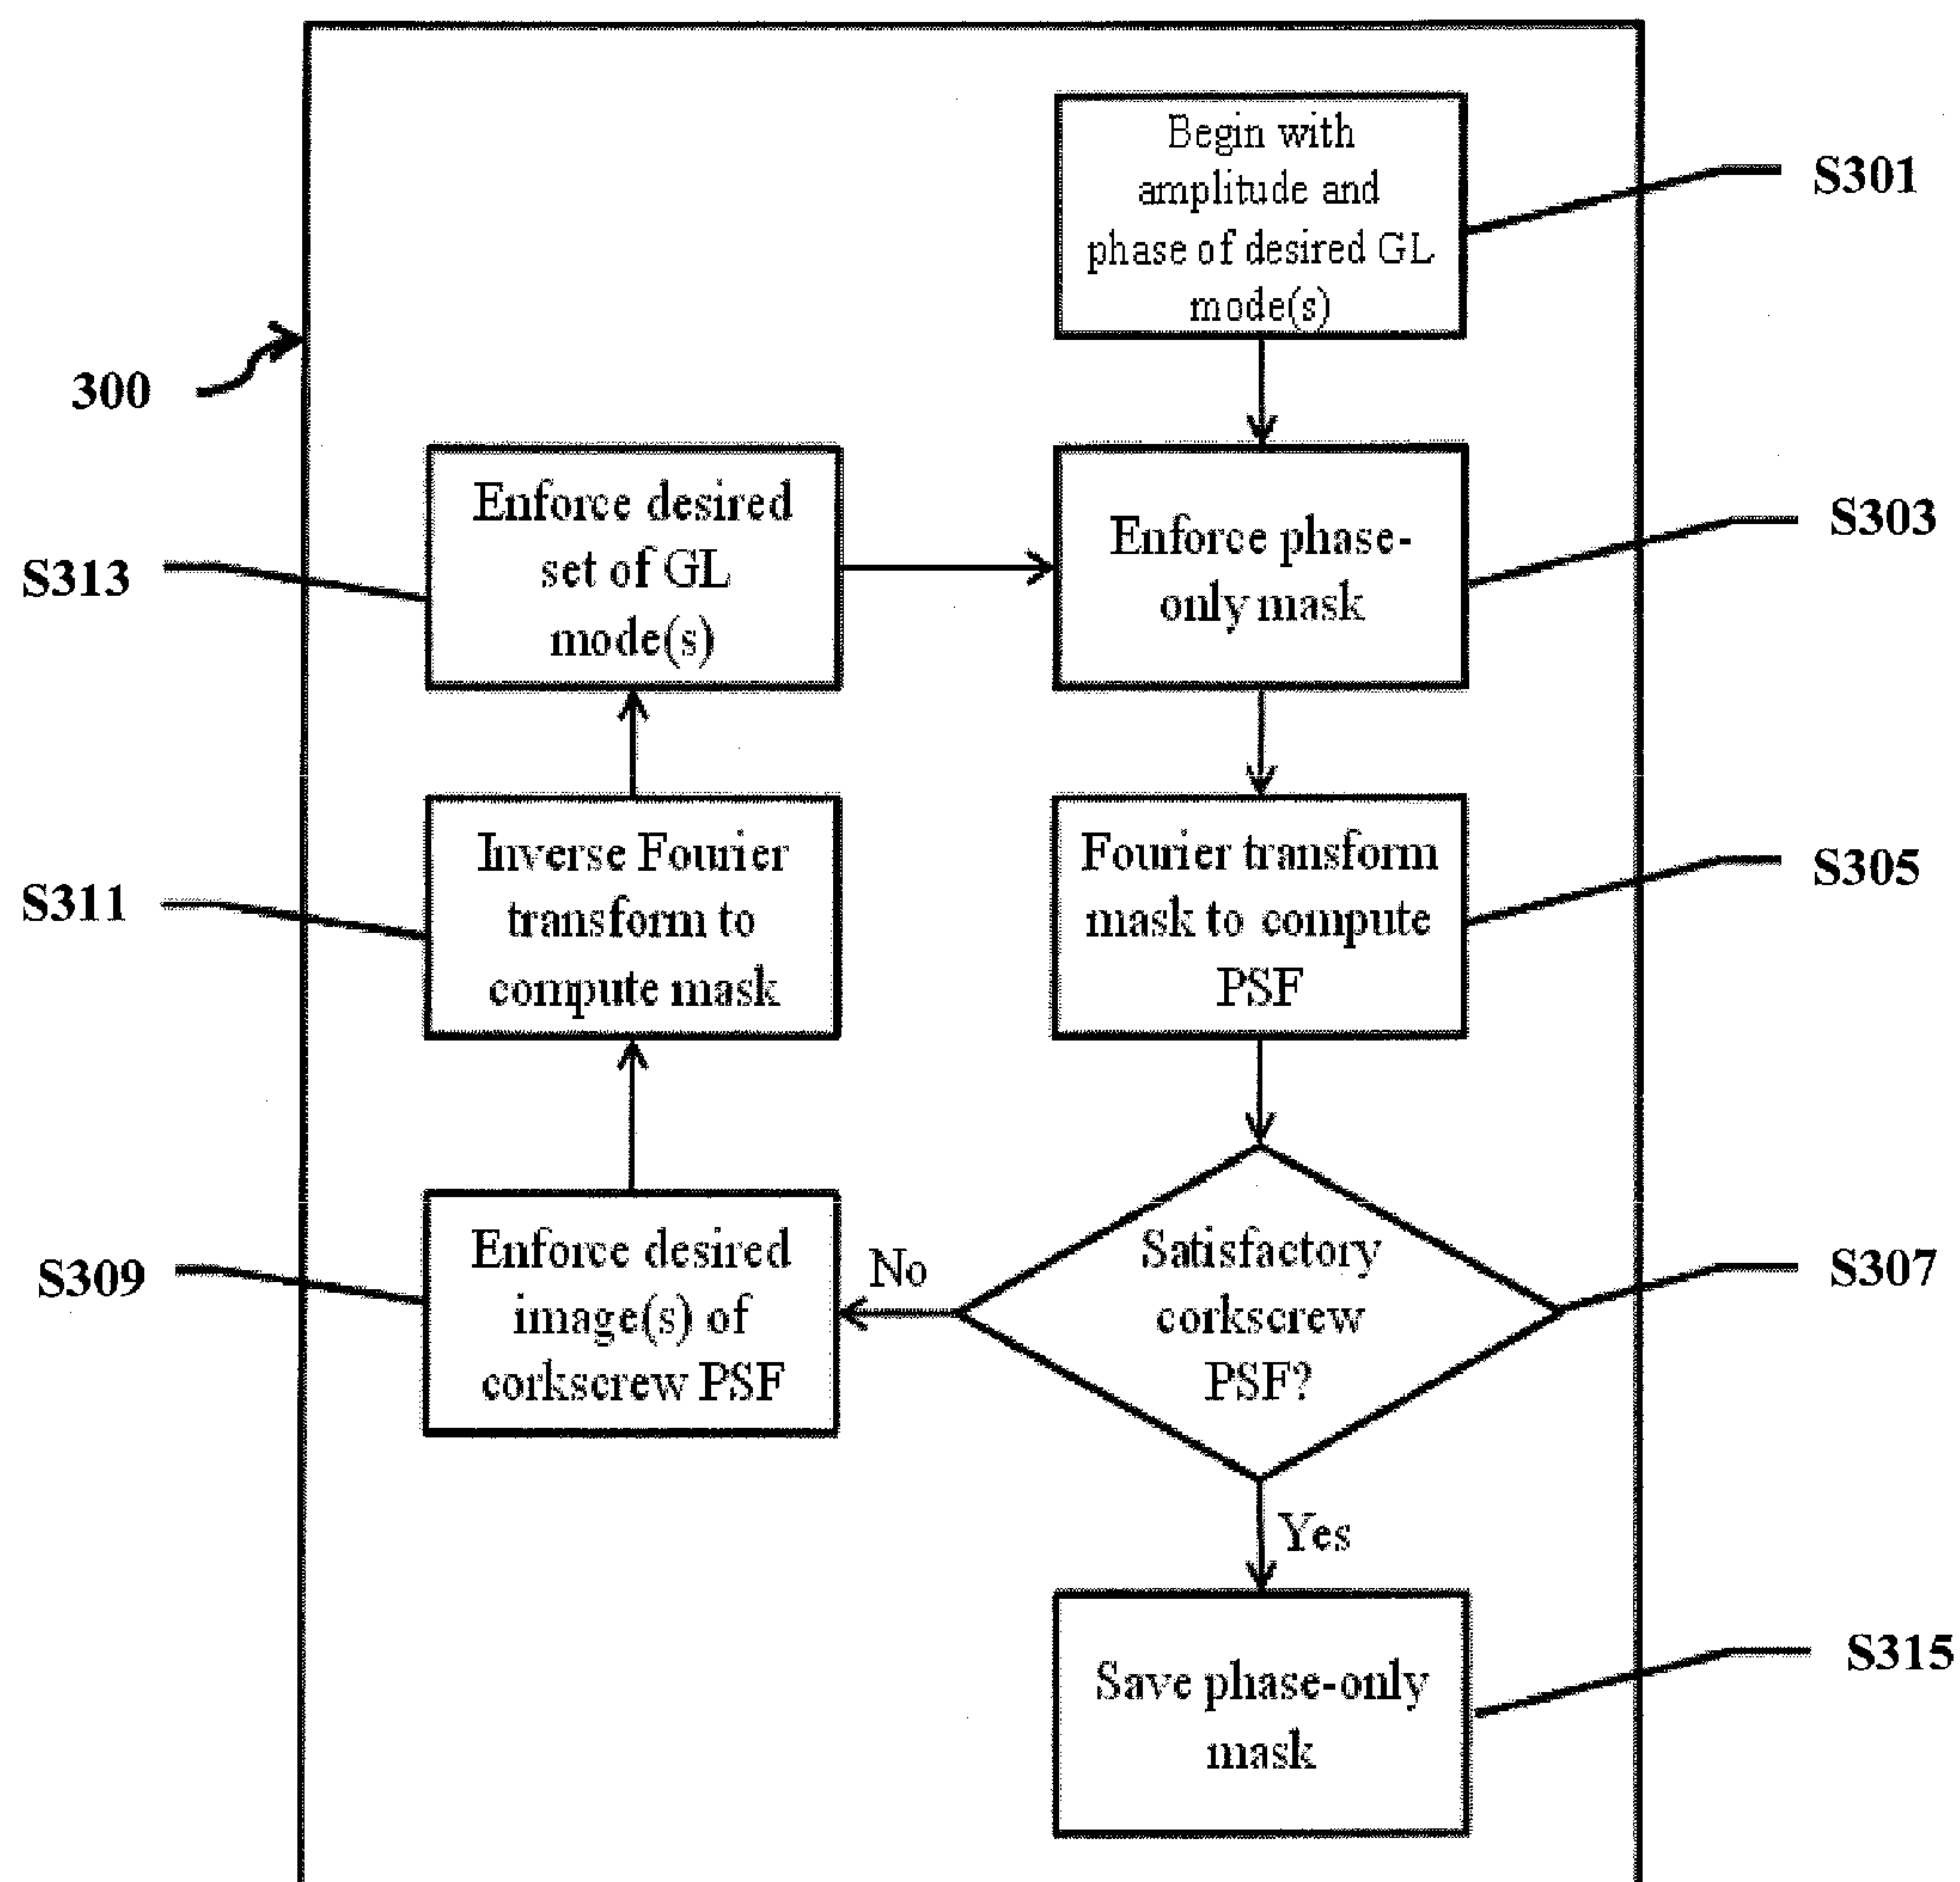 Begin with
amplitude and
phase of desired GL
mode(s)
S301
300
Enforce desired
set of GL
mode(s)
S313
Enforce phase-
only mask
S303
Inverse Fourier
transform to
compute mask
S311
Fourier transform
mask to compute
PSF
S305
Enforce desired
image(s) of
corkscrew PSF
S309
No
Satisfactory
corkscrew
PSF?
S307
Yes
Save phase-only
mask
S315